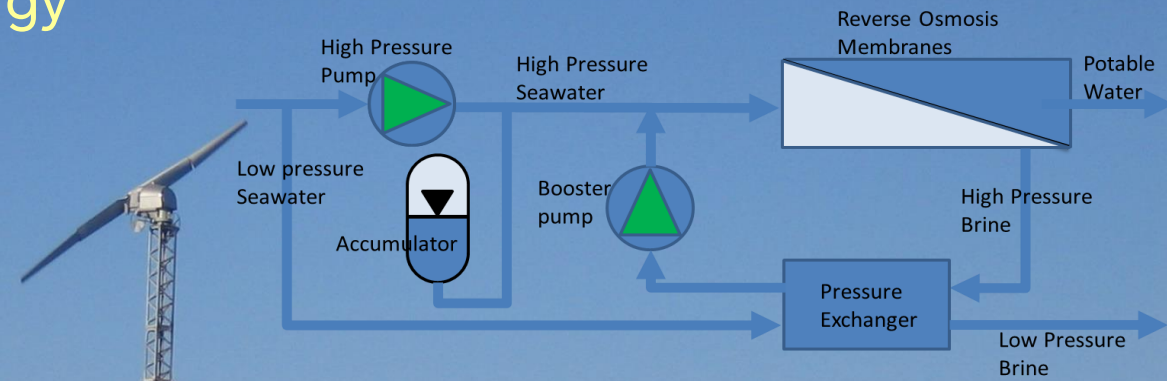 gy
High Pressure
Pump
High Pressure
Seawater
Reverse Osmosis
Membranes
Potable
Water
Low pressure
Seawater
Accumulator
Booster
pump
High Pressure
Brine
Pressure
Exchanger
Low Pressure
Brine